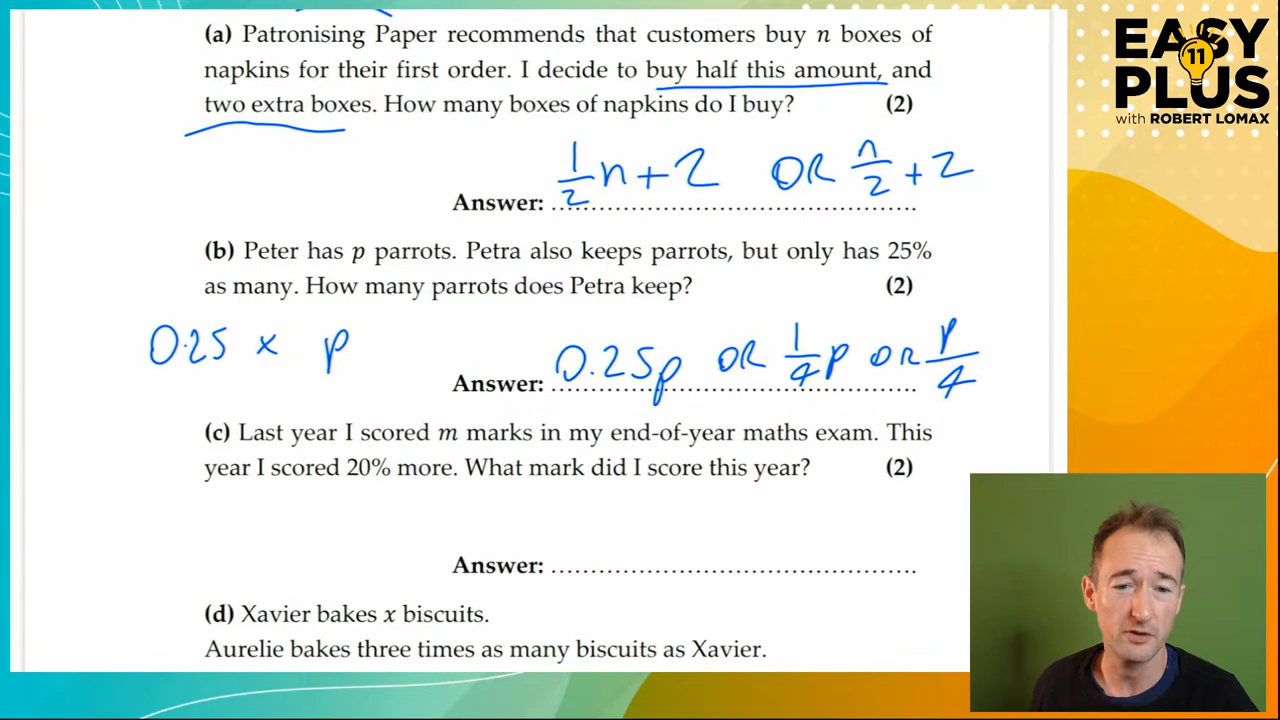 (a) Patronising Paper recommends that customers buy n boxes of
napkins for their first order. I decide to buy half this amount, and
two extra boxes. How many boxes of napkins do I buy? (2)
1/2 n + 2 OR n/2 + 2
Answer: ................................................
(b) Peter has p parrots. Petra also keeps parrots, but only has 25%
as many. How many parrots does Petra keep? (2)
0.25 × p
0.25p OR 1/4 p OR p/4
Answer: ................................................
(c) Last year I scored m marks in my end-of-year maths exam. This
year I scored 20% more. What mark did I score this year? (2)
Answer: ................................................
(d) Xavier bakes x biscuits.
Aurelie bakes three times as many biscuits as Xavier.
EASY
11
PLUS
with ROBERT LOMAX